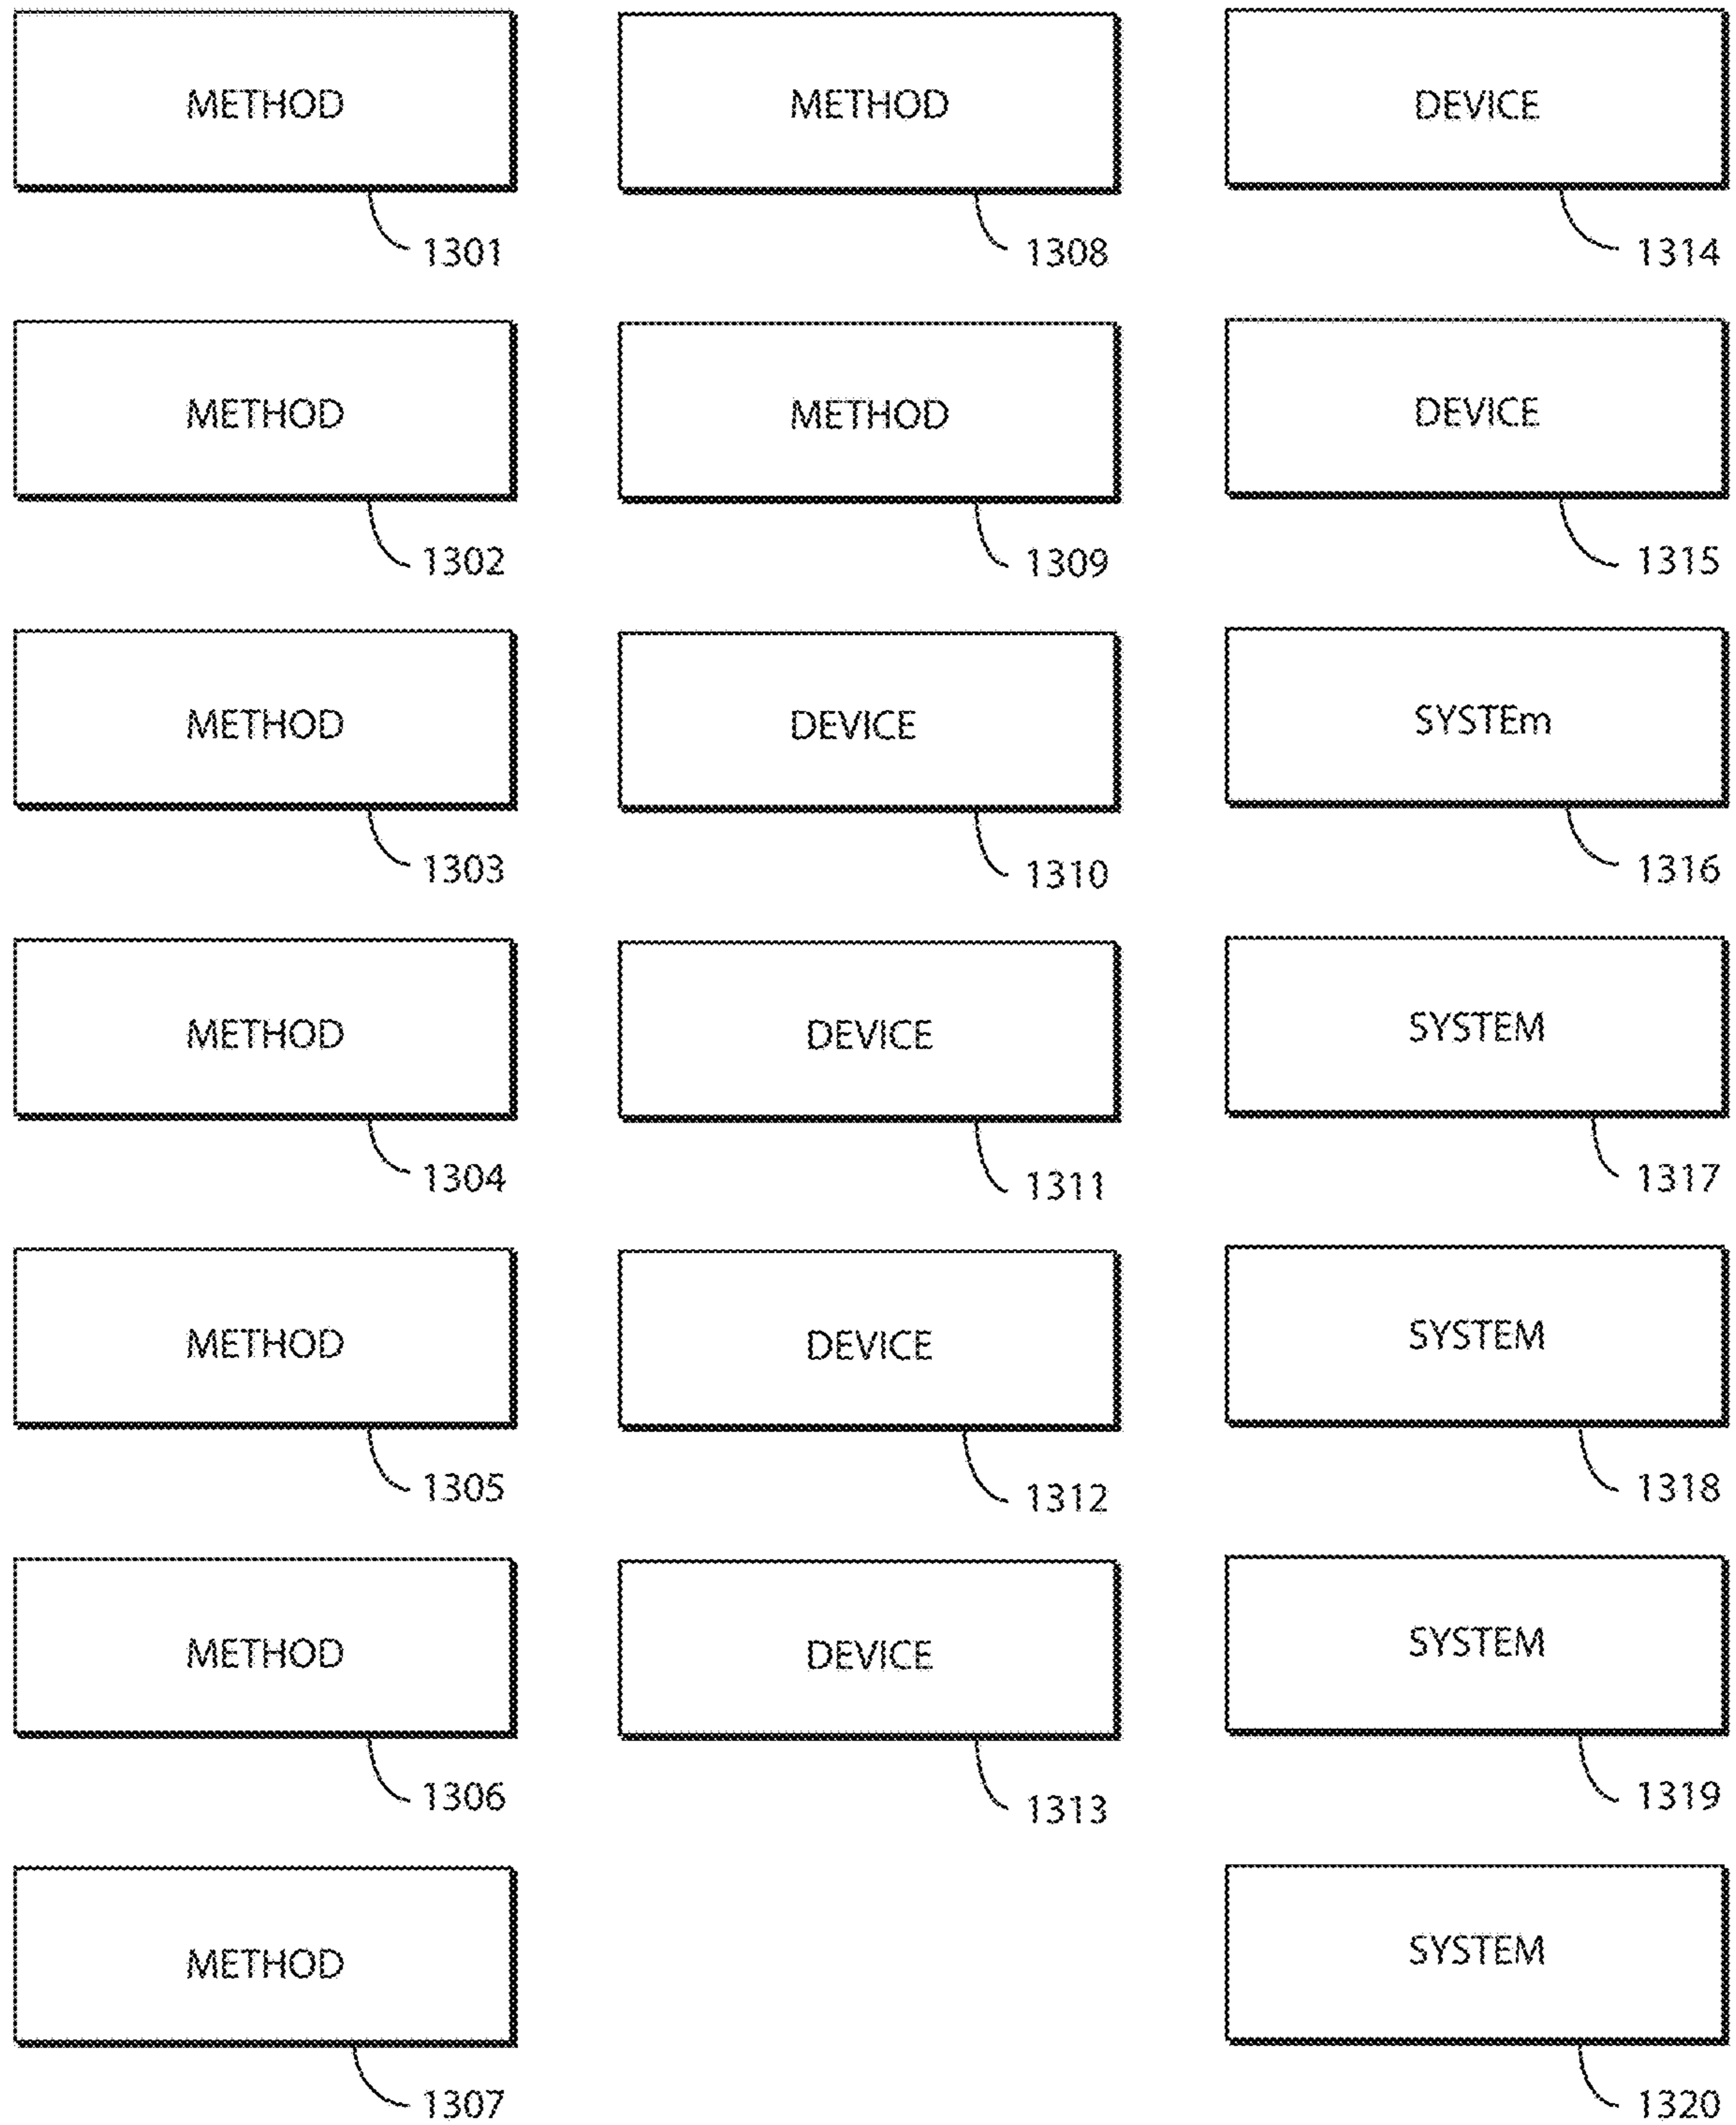 METHOD
1301
METHOD
1302
METHOD
1303
METHOD
1304
METHOD
1305
METHOD
1306
METHOD
1307
METHOD
1308
METHOD
1309
DEVICE
1310
DEVICE
1311
DEVICE
1312
DEVICE
1313
DEVICE
1314
DEVICE
1315
SYSTEm
1316
SYSTEM
1317
SYSTEM
1318
SYSTEM
1319
SYSTEM
1320